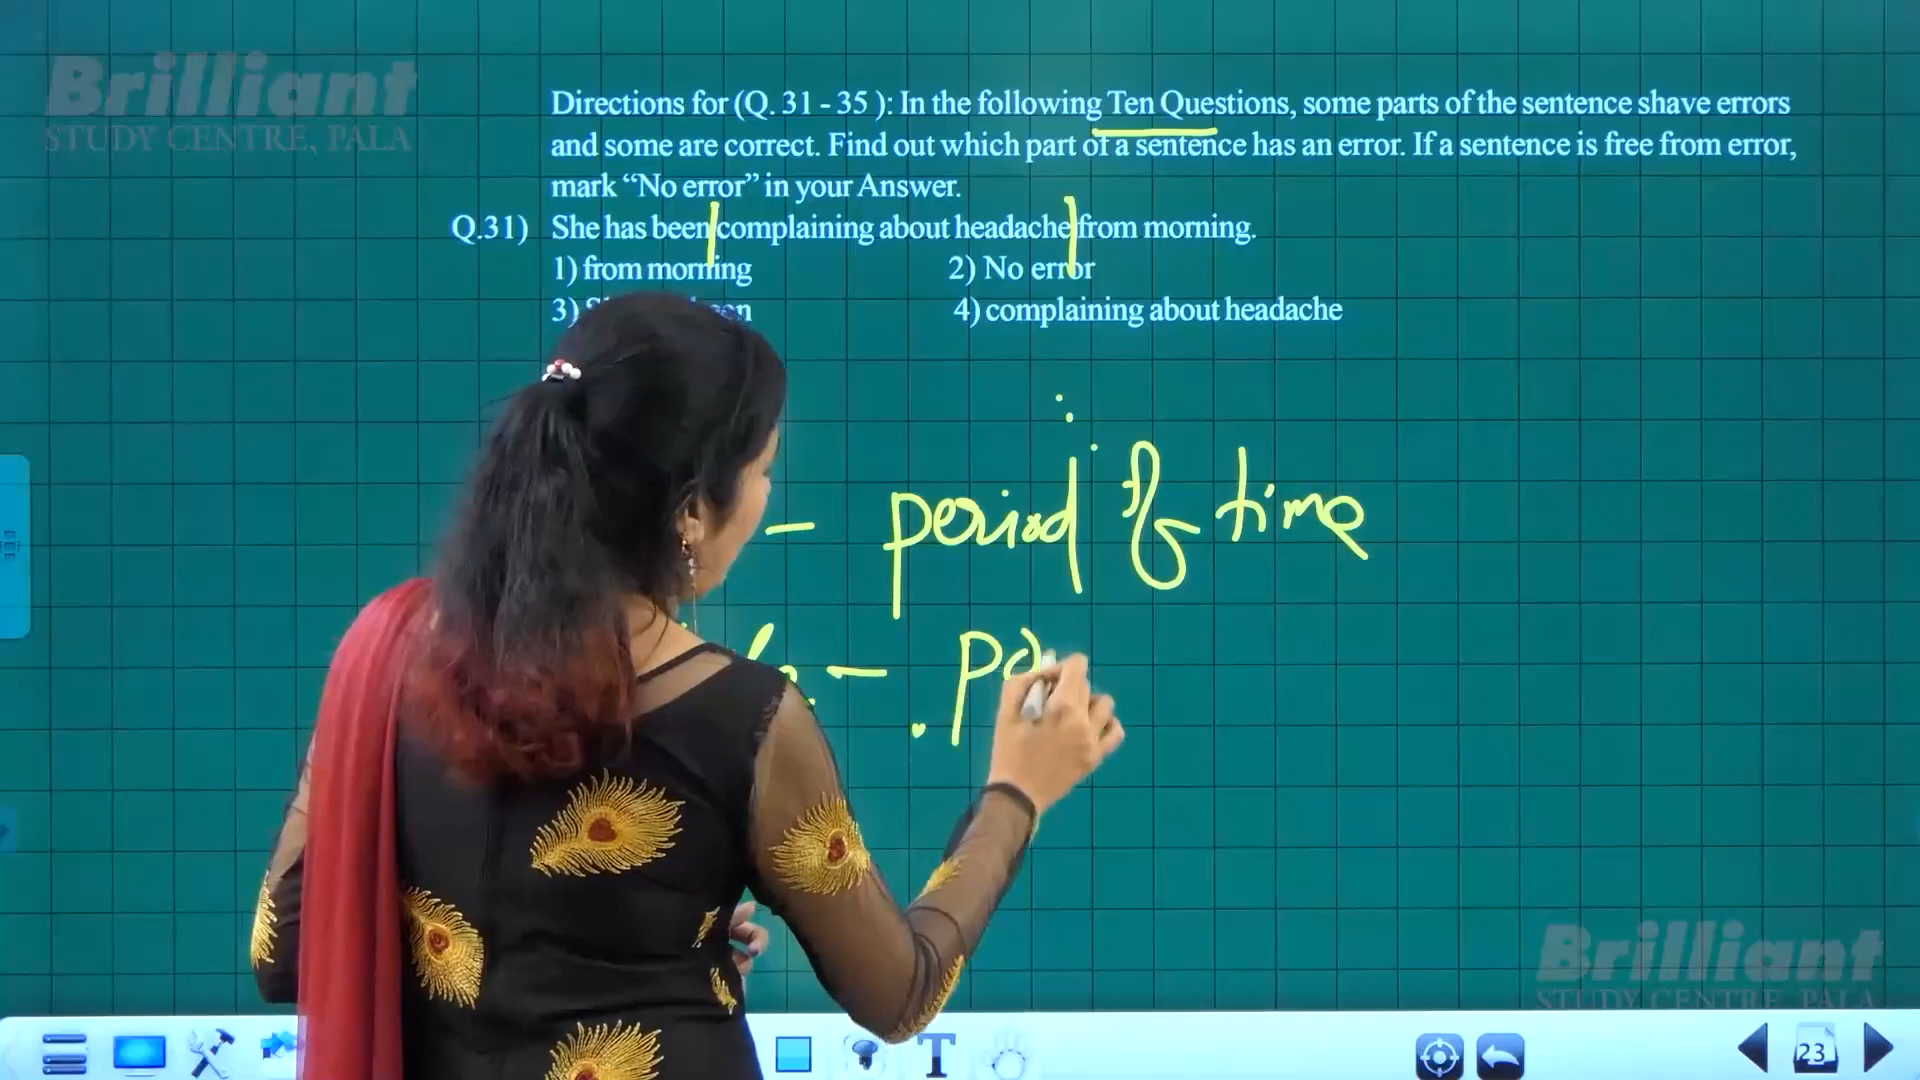 Brilliant
STUDY CENTRE, PALA
Directions for (Q. 31 - 35 ): In the following Ten Questions, some parts of the sentence shave errors
and some are correct. Find out which part of a sentence has an error. If a sentence is free from error,
mark “No error” in your Answer.
Q.31) She has been complaining about headache from morning.
1) from morning 2) No error
3) 4) complaining about headache
- period of time
- po
Brilliant
STUDY CENTRE, PALA
T
23